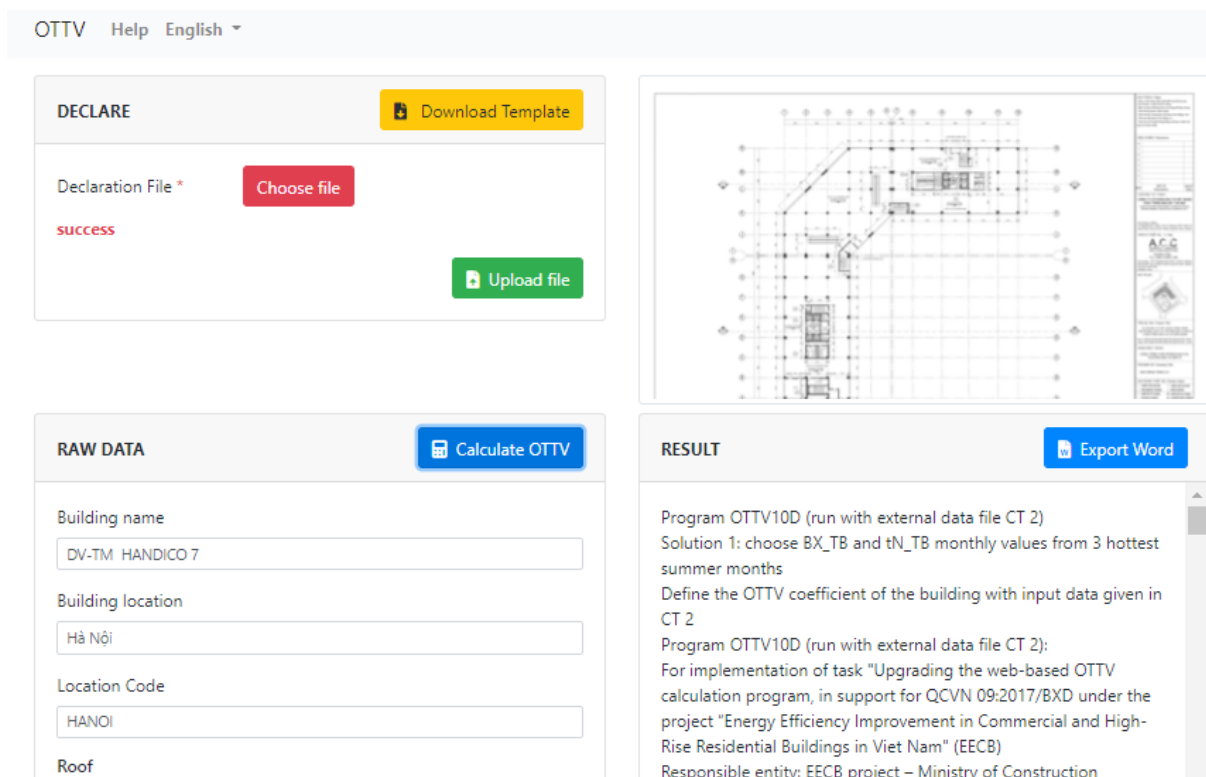 OTTV Help English
DECLARE
Download Template
Declaration File *
Choose file
success
Upload file
A.C.C
RAW DATA
Calculate OTTV
Building name
DV-TM HANDICO 7
Building location
Hà Nội
Location Code
HANOI
Roof
RESULT
Export Word
Program OTTV10D (run with external data file CT 2)
Solution 1: choose BX_TB and tN_TB monthly values from 3 hottest
summer months
Define the OTTV coefficient of the building with input data given in
CT 2
Program OTTV10D (run with external data file CT 2):
For implementation of task "Upgrading the web-based OTTV
calculation program, in support for QCVN 09:2017/BXD under the
project "Energy Efficiency Improvement in Commercial and High-
Rise Residential Buildings in Viet Nam" (EECB)
Responsible entity: EECB project – Ministry of Construction